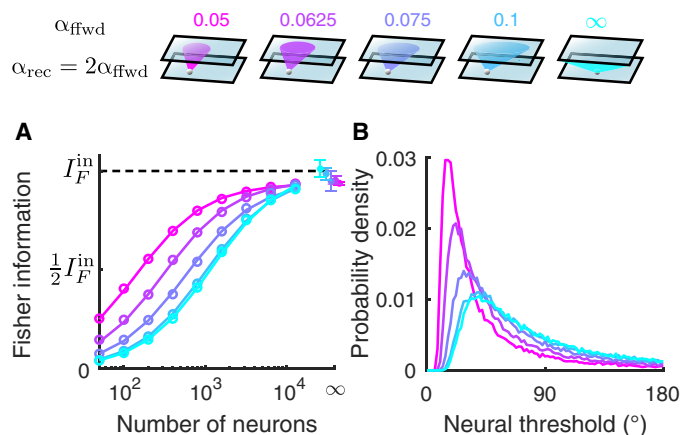 α_ffwd 0.05 0.0625 0.075 0.1 ∞
α_rec = 2α_ffwd
A B
Fisher information
I_F^in
½ I_F^in
0
10² 10³ 10⁴ ∞
Number of neurons
Probability density
0.03
0.02
0.01
0
0 90 180
Neural threshold (°)